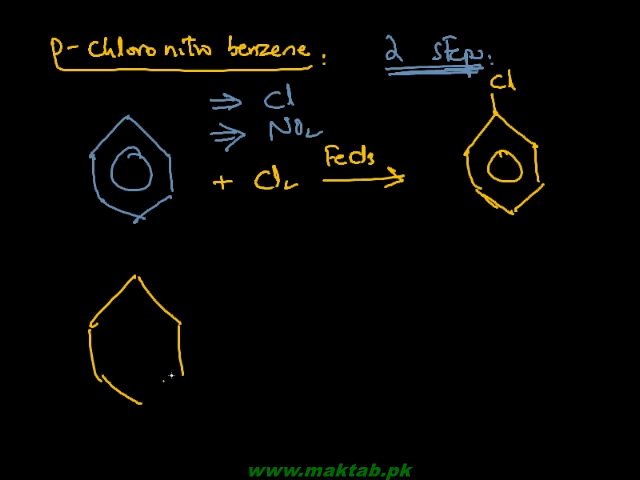 p-chloro nitro benzene : 2 step:
⇒ Cl
⇒ NO2
Cl
+ Cl2 FeCl3
www.maktab.pk